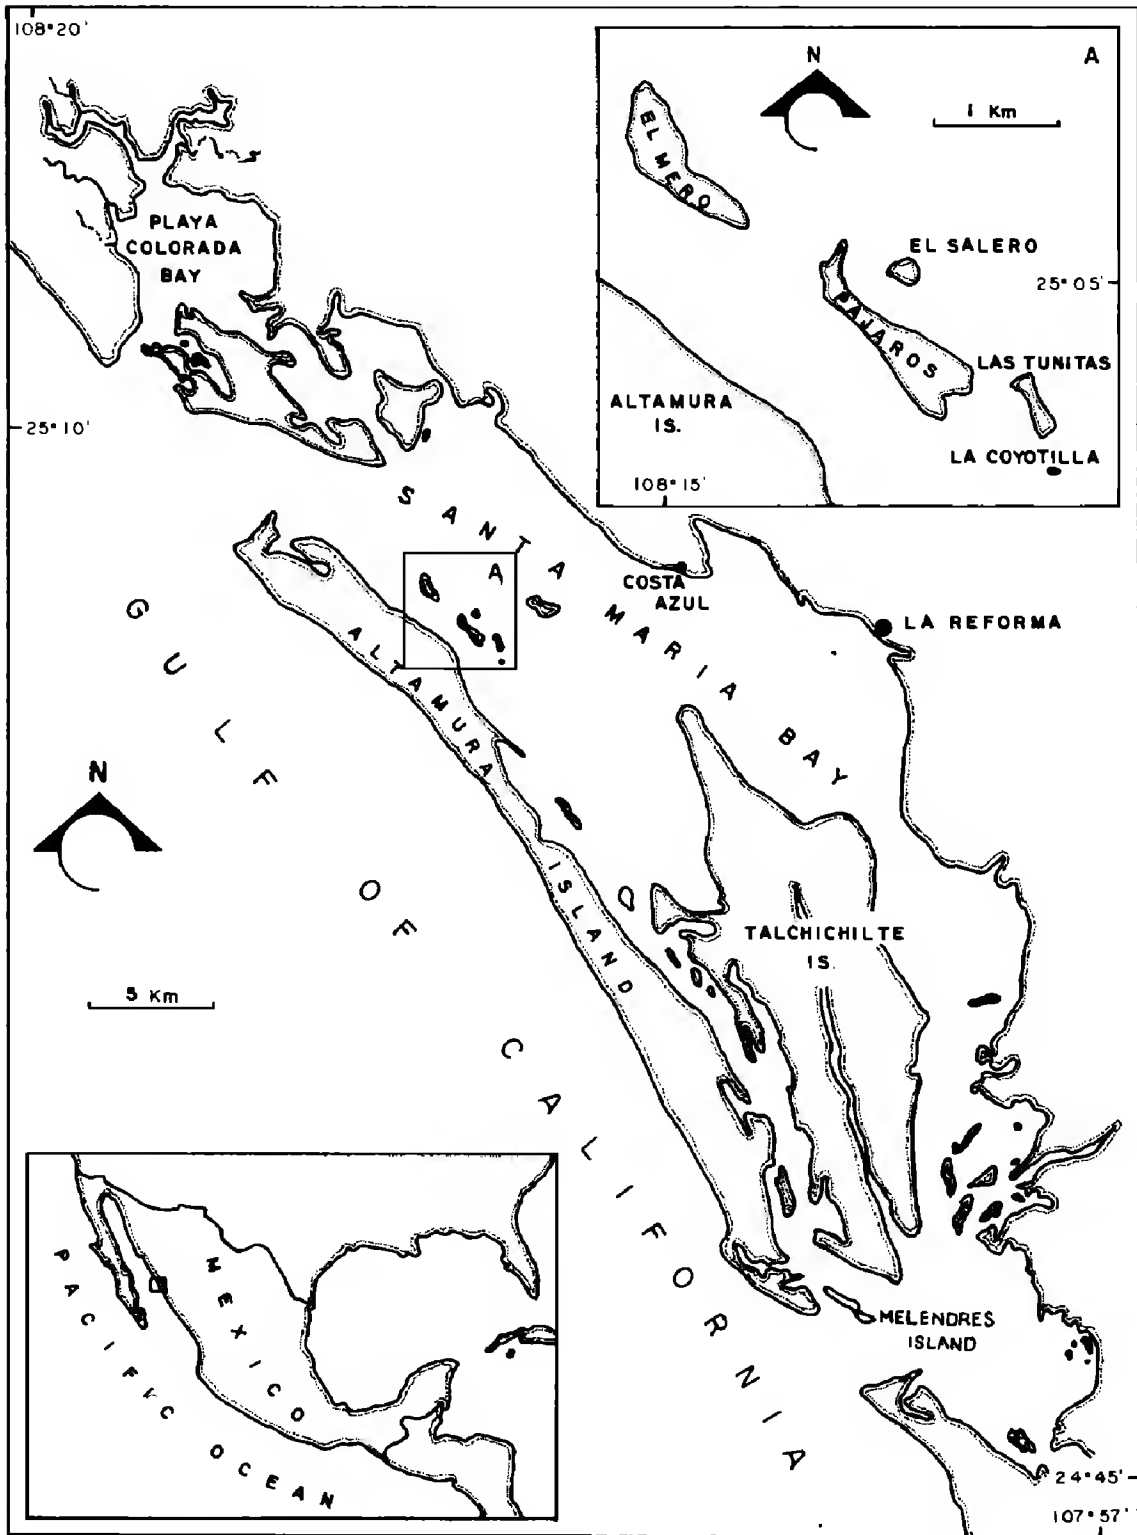 108°20'
PLAYA
COLORADA
BAY
25°10'
N
A
1 Km
EL MERO
EL SALERO
25°05'
PAJAROS
LAS TUNITAS
ALTAMURA
IS.
LA COYOTILLA
108°15'
SANTA MARIA BAY
A
COSTA
AZUL
LA REFORMA
ALTAMURA ISLAND
GULF OF CALIFORNIA
N
5 Km
TALCHICHILTE
IS.
MELENDRES
ISLAND
MEXICO
PACIFIC OCEAN
24°45'
107°57'